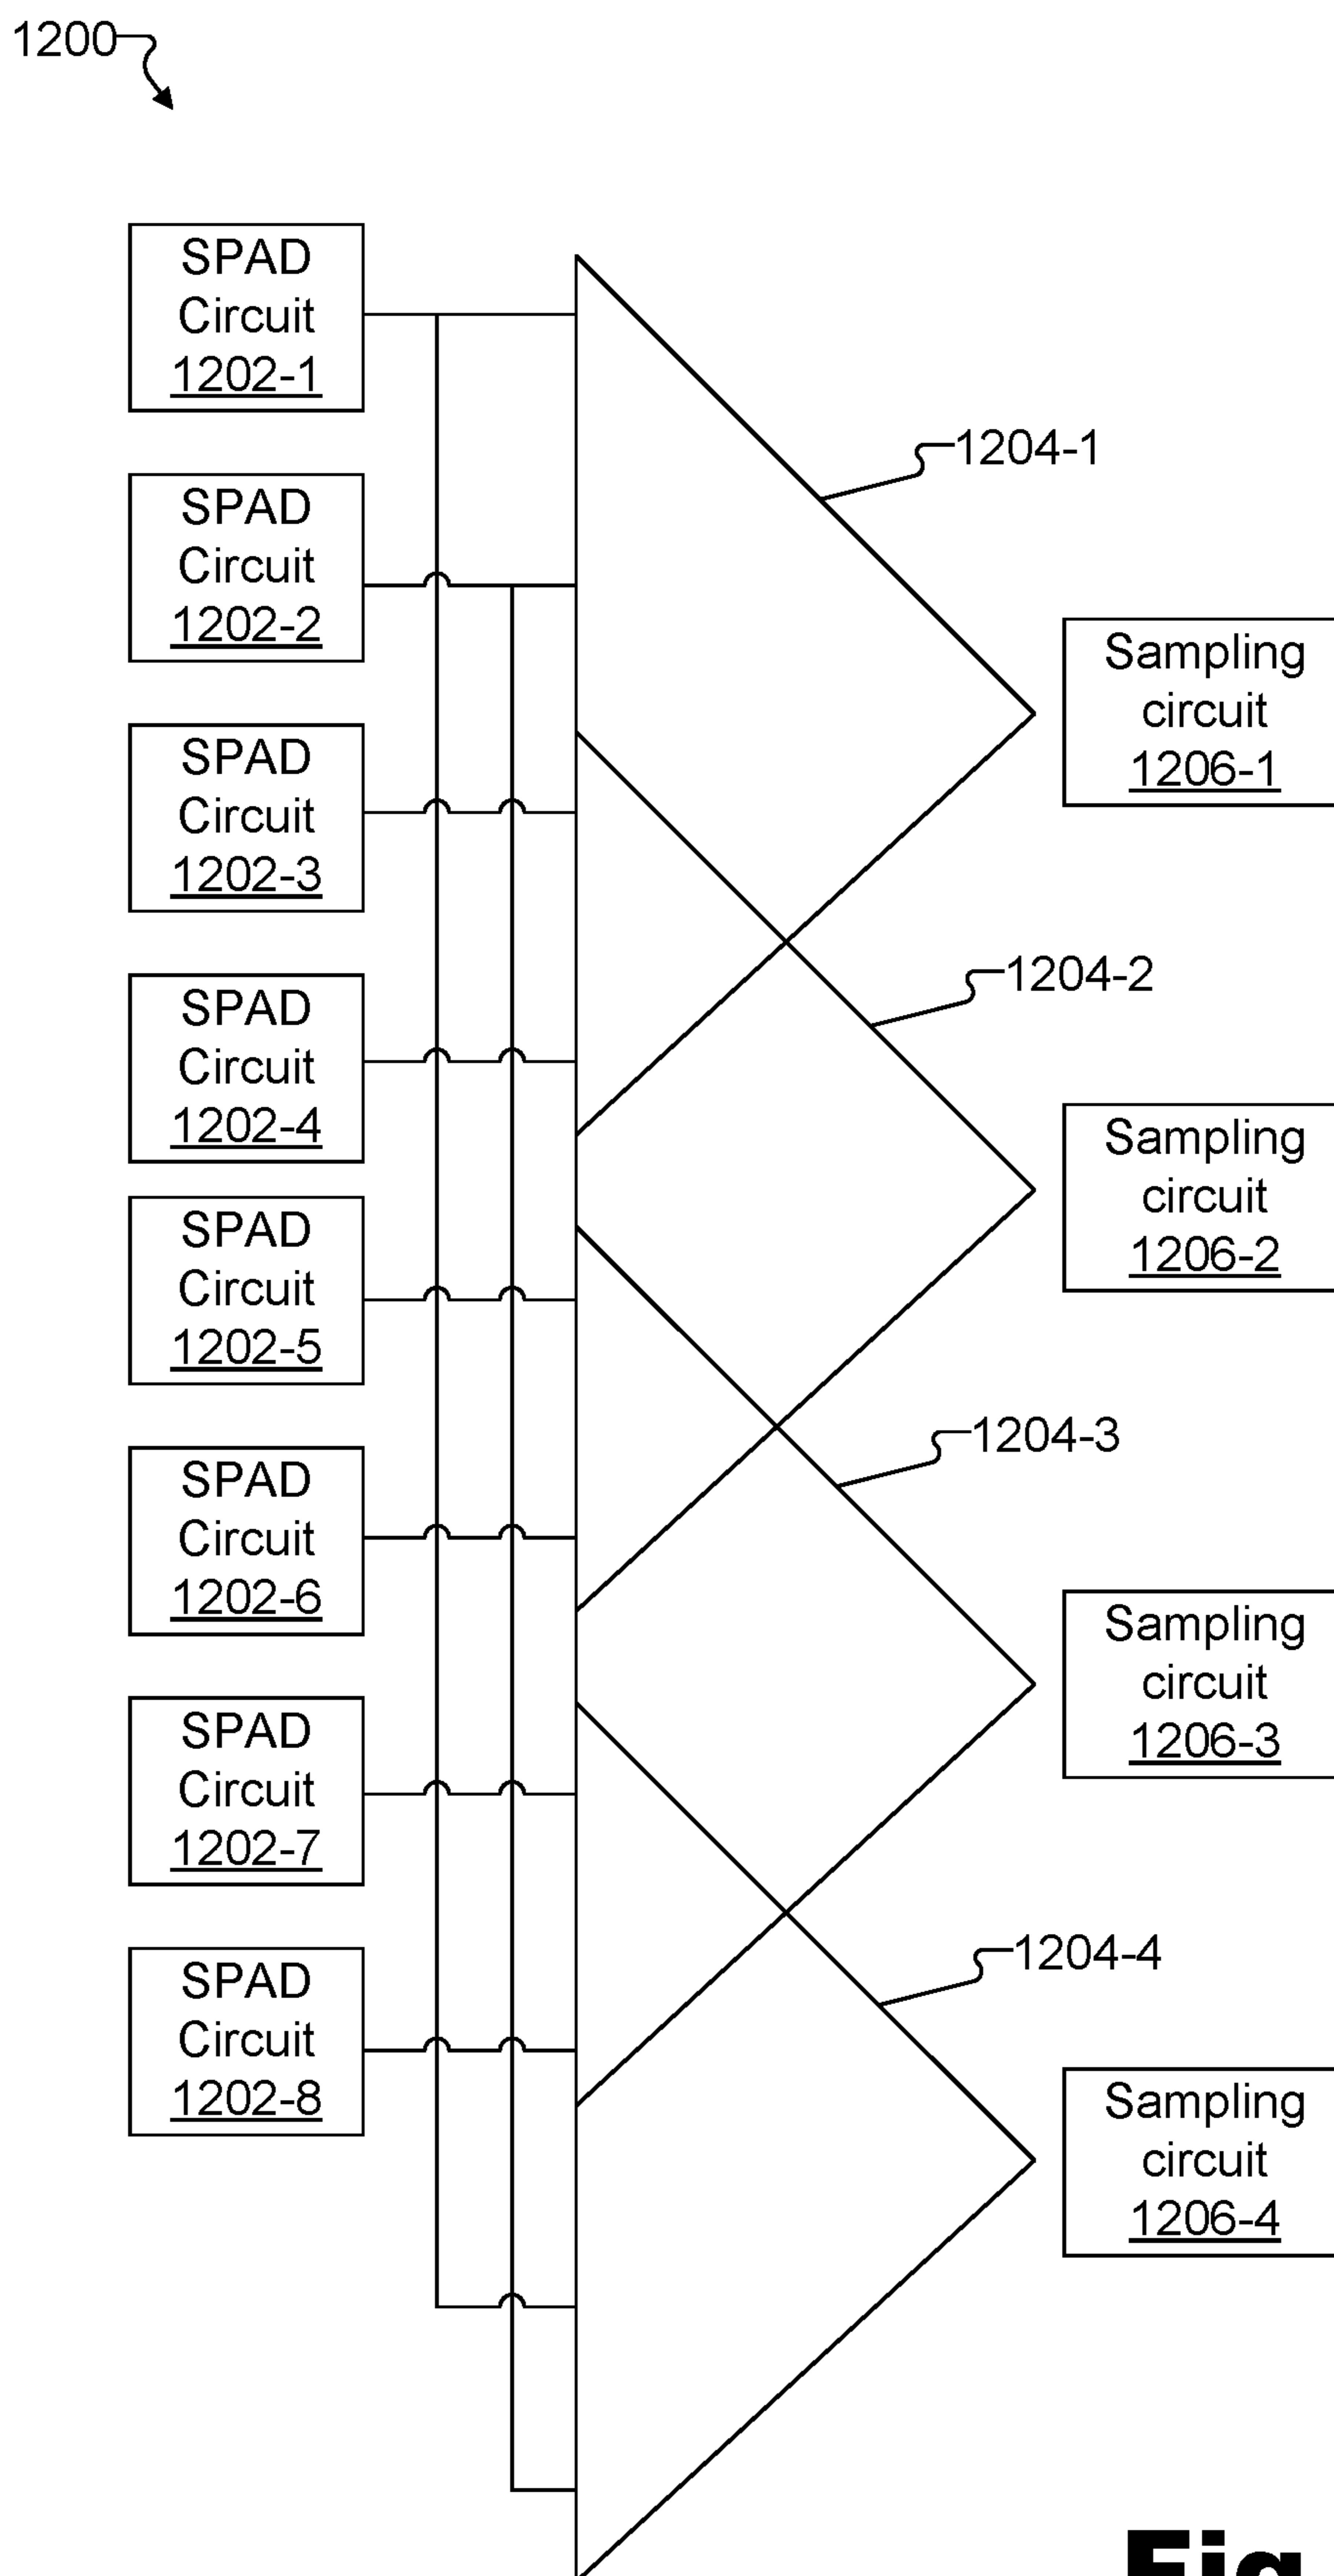 1200
SPAD
Circuit
1202-1
SPAD
Circuit
1202-2
SPAD
Circuit
1202-3
SPAD
Circuit
1202-4
SPAD
Circuit
1202-5
SPAD
Circuit
1202-6
SPAD
Circuit
1202-7
SPAD
Circuit
1202-8
1204-1
1204-2
1204-3
1204-4
Sampling
circuit
1206-1
Sampling
circuit
1206-2
Sampling
circuit
1206-3
Sampling
circuit
1206-4